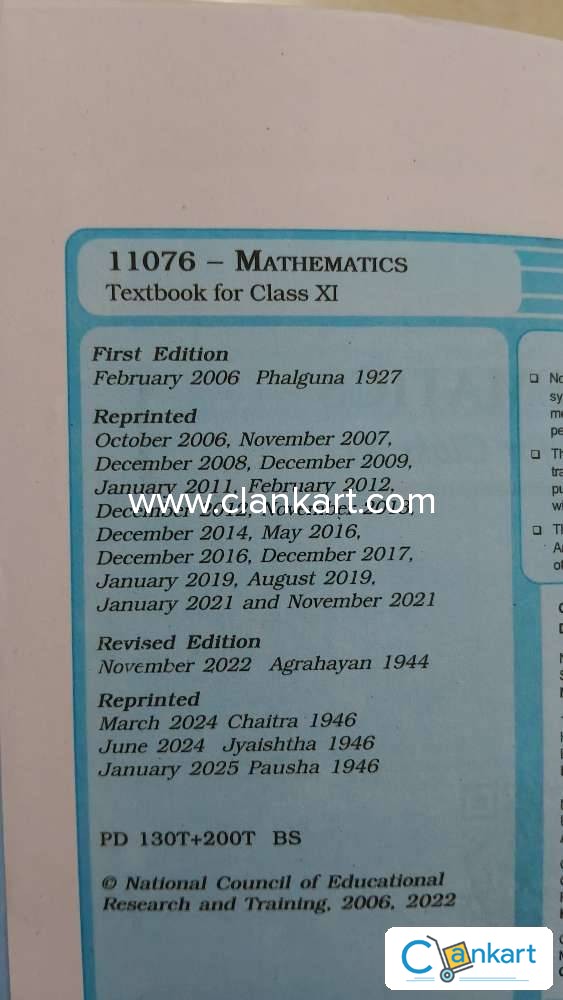 11076 – MATHEMATICS
Textbook for Class XI
First Edition
February 2006 Phalguna 1927
Reprinted
October 2006, November 2007,
December 2008, December 2009,
January 2011, February 2012,
www.clankart.com
December 2012, November 2013,
December 2014, May 2016,
December 2016, December 2017,
January 2019, August 2019,
January 2021 and November 2021
Revised Edition
November 2022 Agrahayan 1944
Reprinted
March 2024 Chaitra 1946
June 2024 Jyaishtha 1946
January 2025 Pausha 1946
PD 130T+200T BS
© National Council of Educational
Research and Training, 2006, 2022
Clankart